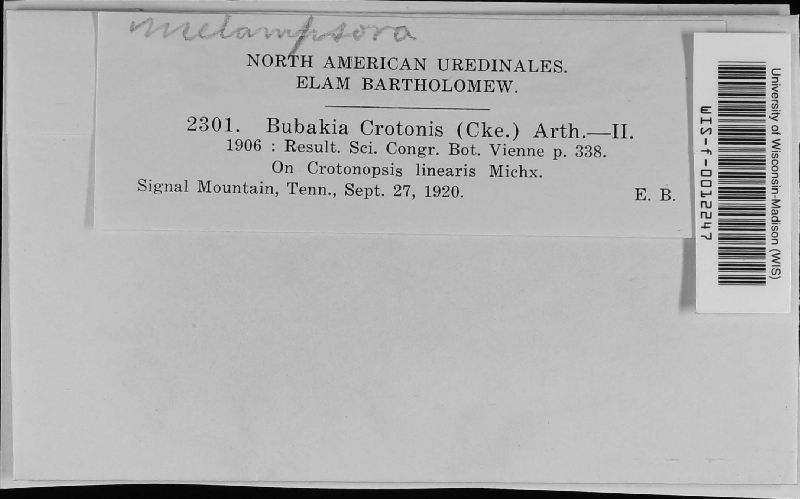 melampsora
NORTH AMERICAN UREDINALES.
ELAM BARTHOLOMEW.
2301. Bubakia Crotonis (Cke.) Arth.—II.
1906 : Result. Sci. Congr. Bot. Vienne p. 338.
On Crotonopsis linearis Michx.
Signal Mountain, Tenn., Sept. 27, 1920. E. B.
University of Wisconsin-Madison (WIS)
WIS-f-0012247